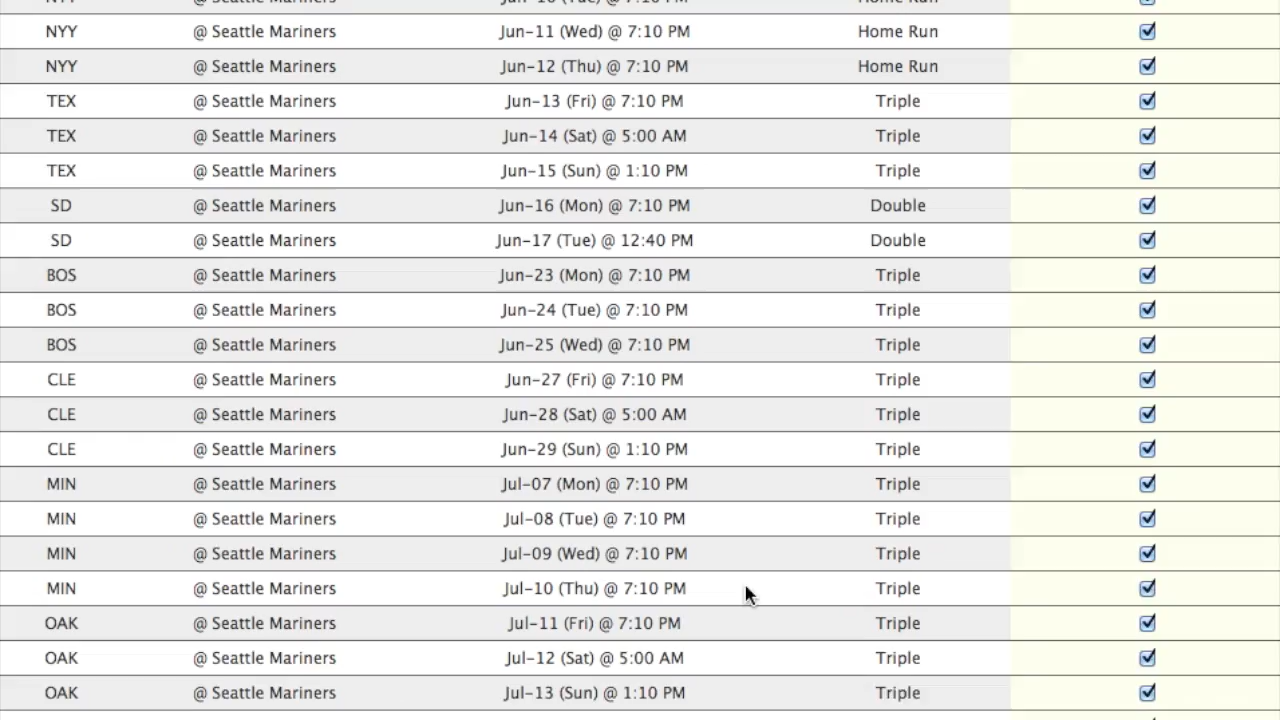 NYY @ Seattle Mariners Jun-11 (Wed) @ 7:10 PM Home Run
NYY @ Seattle Mariners Jun-12 (Thu) @ 7:10 PM Home Run
TEX @ Seattle Mariners Jun-13 (Fri) @ 7:10 PM Triple
TEX @ Seattle Mariners Jun-14 (Sat) @ 5:00 AM Triple
TEX @ Seattle Mariners Jun-15 (Sun) @ 1:10 PM Triple
SD @ Seattle Mariners Jun-16 (Mon) @ 7:10 PM Double
SD @ Seattle Mariners Jun-17 (Tue) @ 12:40 PM Double
BOS @ Seattle Mariners Jun-23 (Mon) @ 7:10 PM Triple
BOS @ Seattle Mariners Jun-24 (Tue) @ 7:10 PM Triple
BOS @ Seattle Mariners Jun-25 (Wed) @ 7:10 PM Triple
CLE @ Seattle Mariners Jun-27 (Fri) @ 7:10 PM Triple
CLE @ Seattle Mariners Jun-28 (Sat) @ 5:00 AM Triple
CLE @ Seattle Mariners Jun-29 (Sun) @ 1:10 PM Triple
MIN @ Seattle Mariners Jul-07 (Mon) @ 7:10 PM Triple
MIN @ Seattle Mariners Jul-08 (Tue) @ 7:10 PM Triple
MIN @ Seattle Mariners Jul-09 (Wed) @ 7:10 PM Triple
MIN @ Seattle Mariners Jul-10 (Thu) @ 7:10 PM Triple
OAK @ Seattle Mariners Jul-11 (Fri) @ 7:10 PM Triple
OAK @ Seattle Mariners Jul-12 (Sat) @ 5:00 AM Triple
OAK @ Seattle Mariners Jul-13 (Sun) @ 1:10 PM Triple